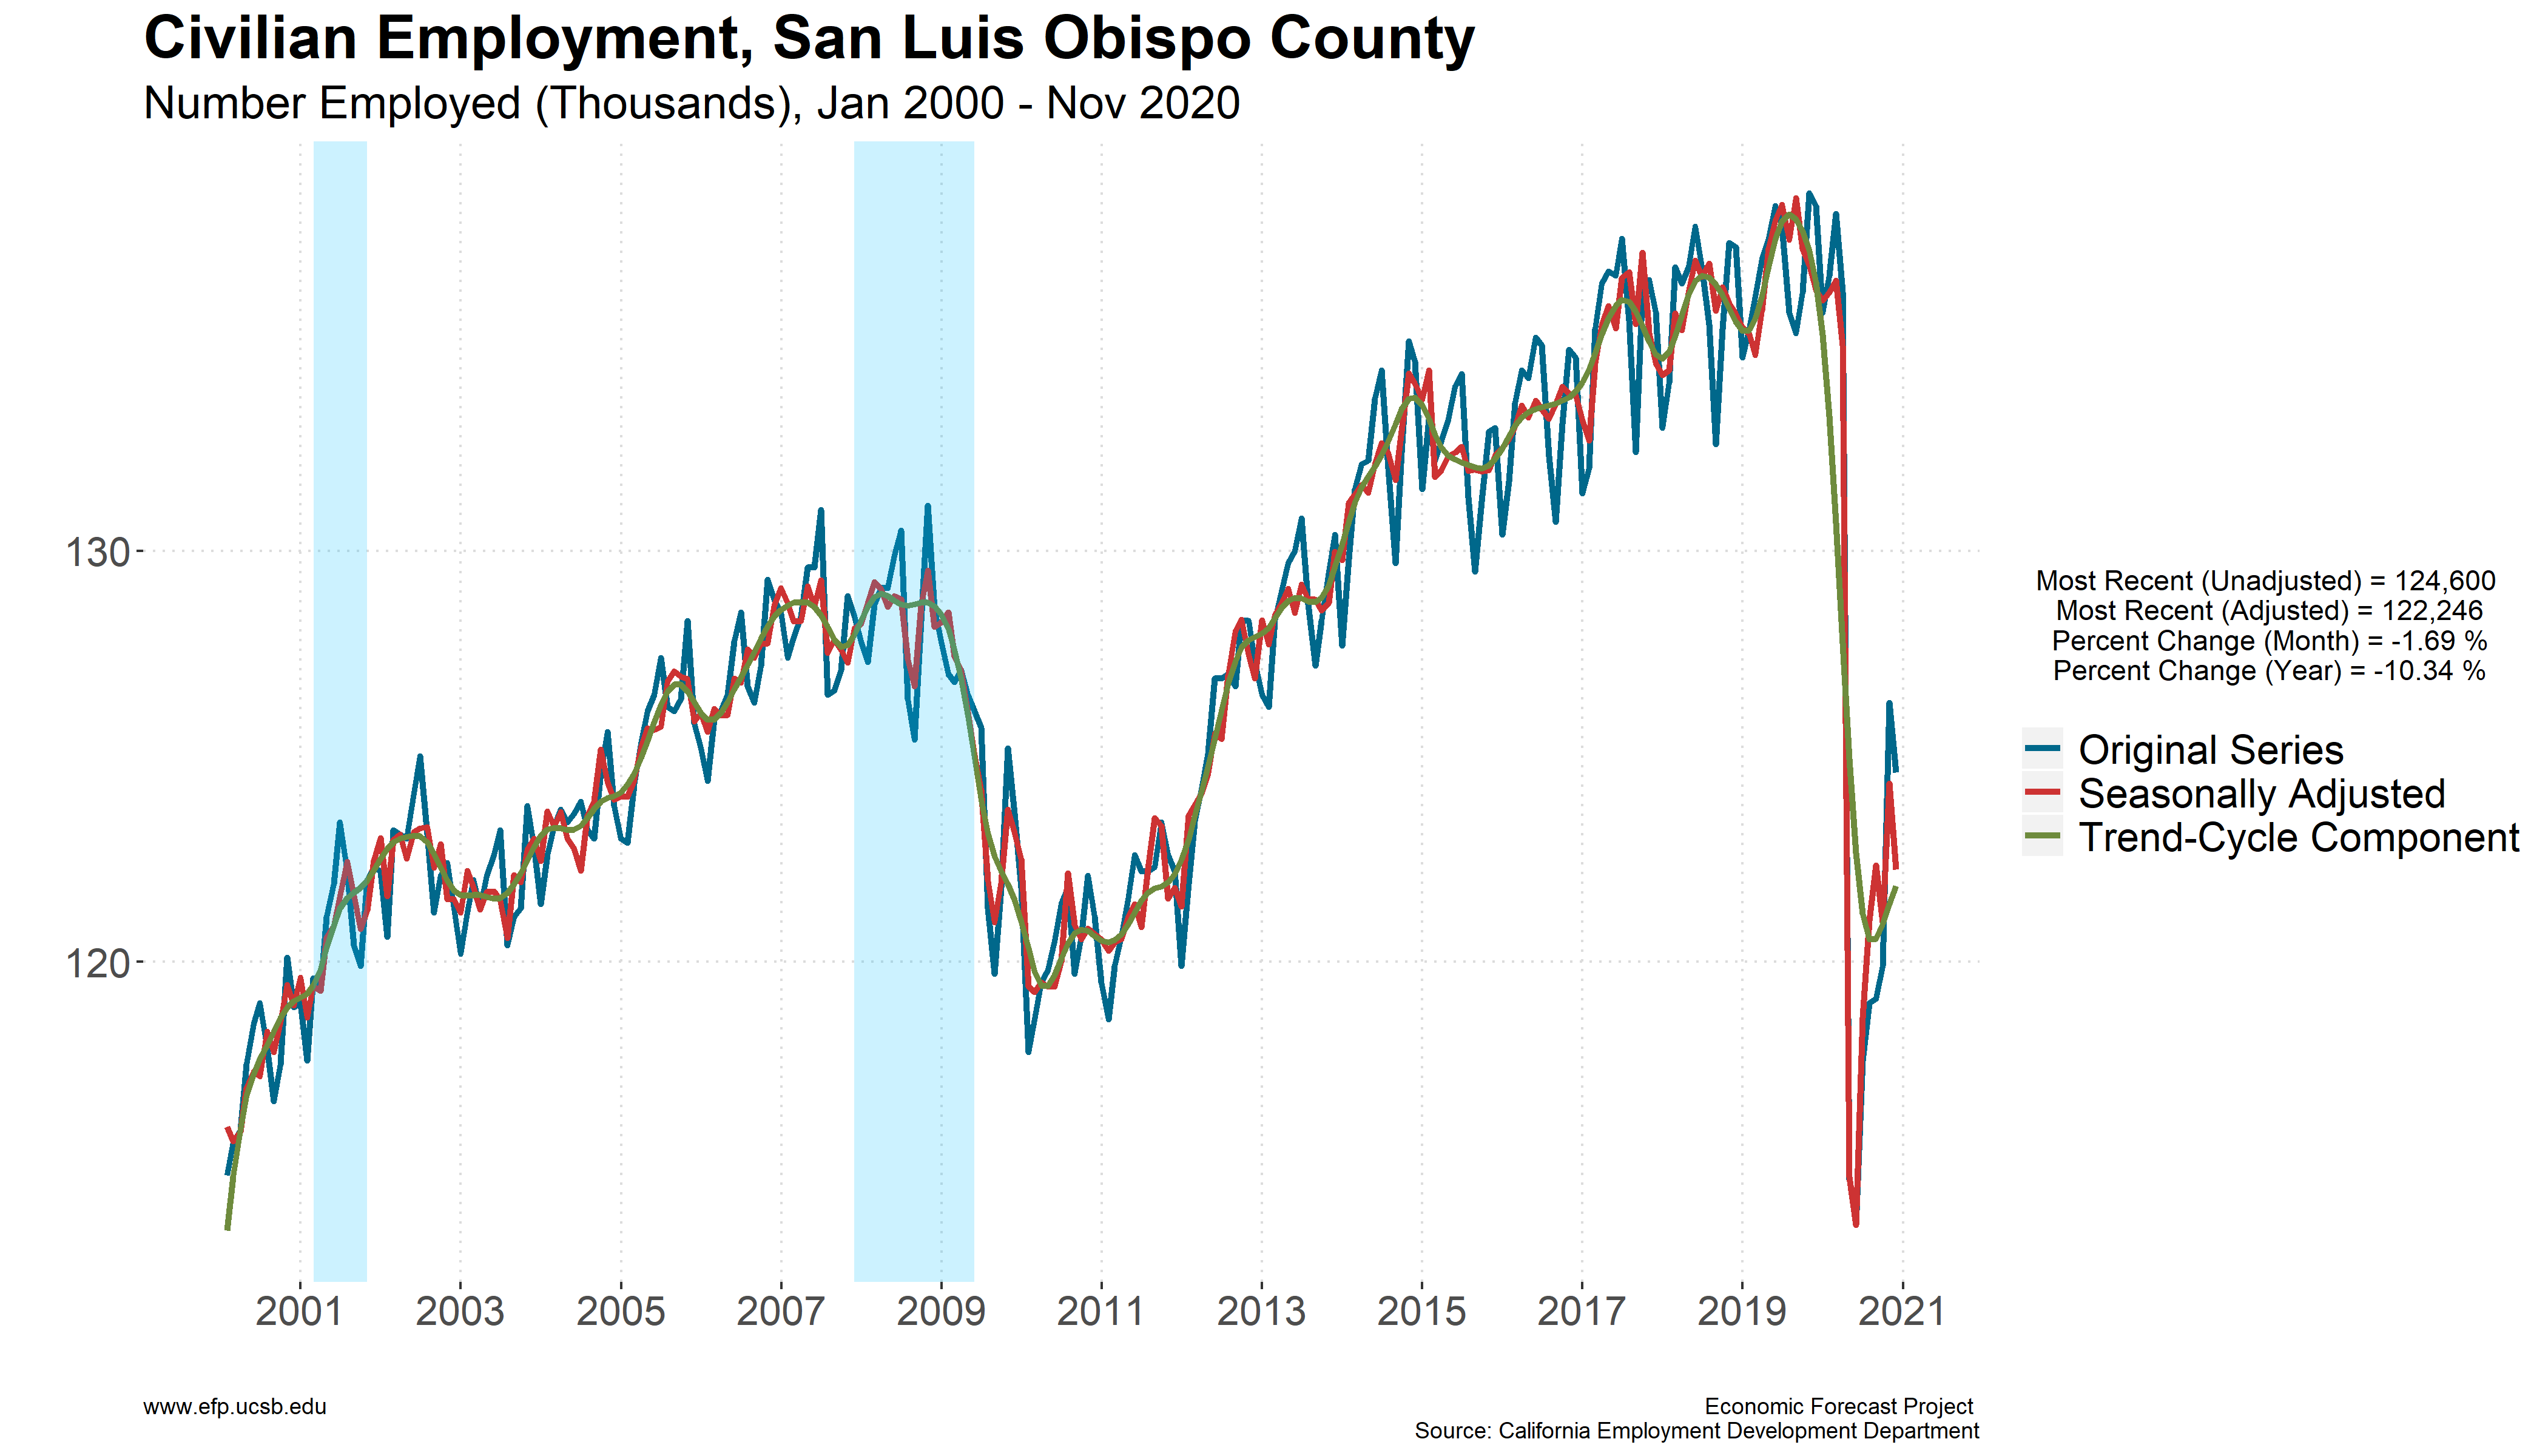 Civilian Employment, San Luis Obispo County
Number Employed (Thousands), Jan 2000 - Nov 2020
130
120
2001 2003 2005 2007 2009 2011 2013 2015 2017 2019 2021
Most Recent (Unadjusted) = 124,600
Most Recent (Adjusted) = 122,246
Percent Change (Month) = -1.69 %
Percent Change (Year) = -10.34 %
Original Series
Seasonally Adjusted
Trend-Cycle Component
www.efp.ucsb.edu
Economic Forecast Project
Source: California Employment Development Department